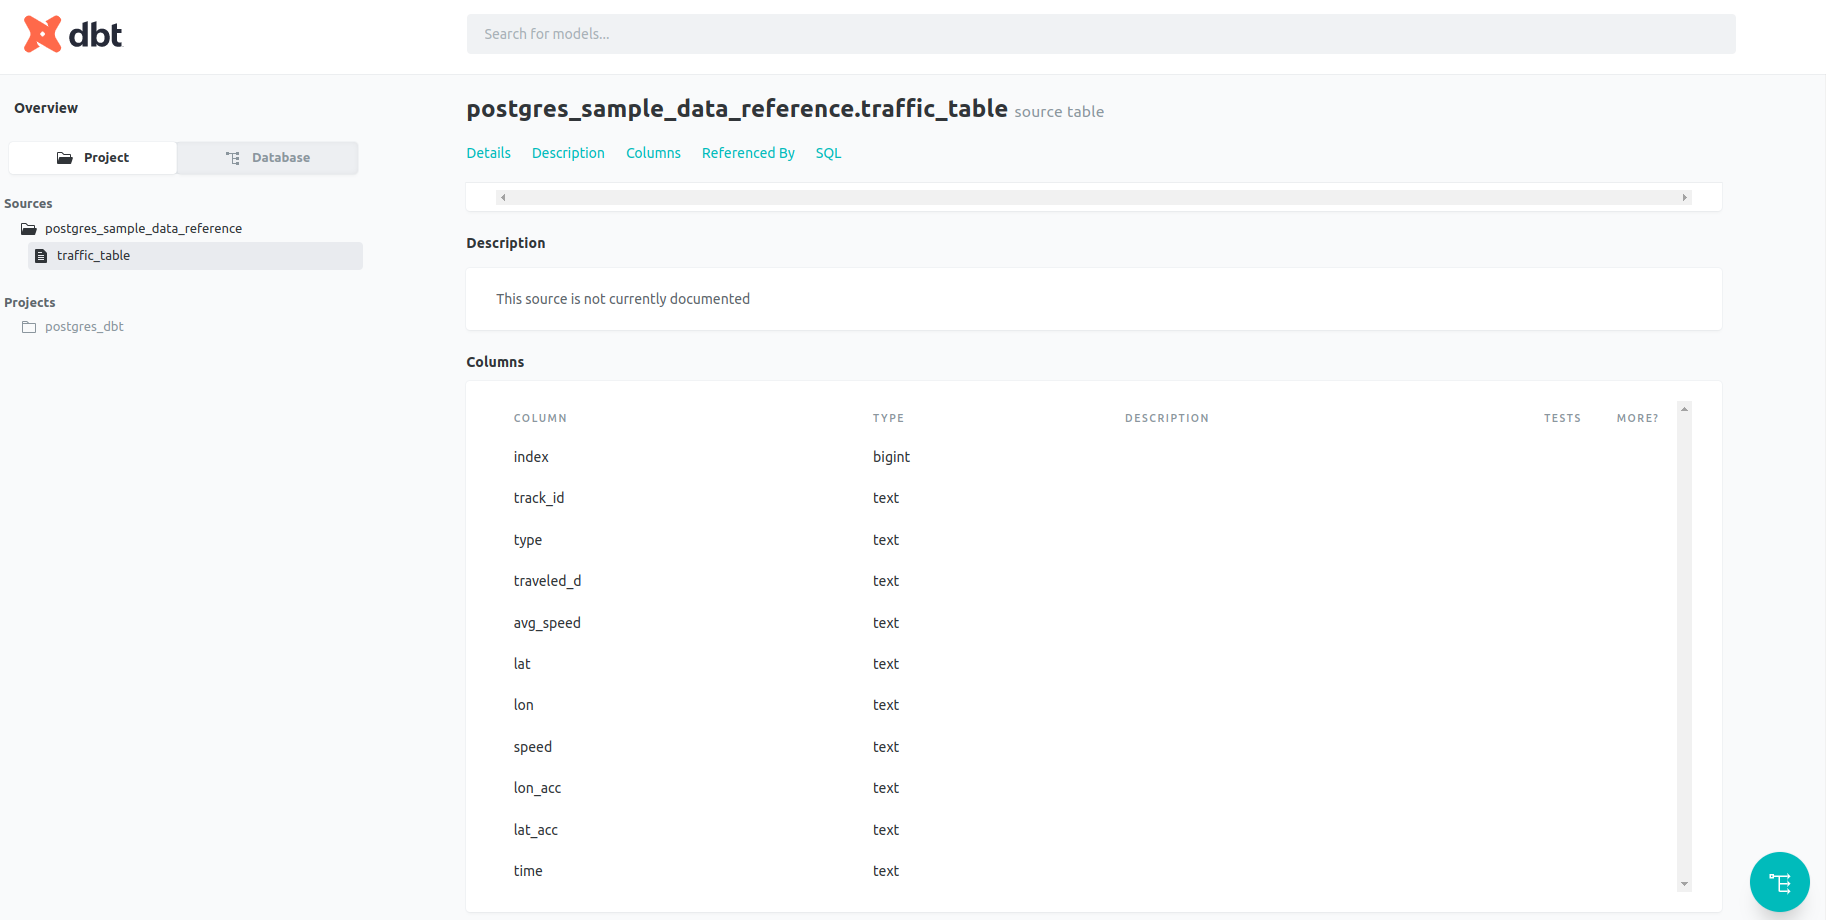 dbt
Search for models...
Overview
Project Database
Sources
postgres_sample_data_reference
traffic_table
Projects
postgres_dbt
postgres_sample_data_reference.traffic_table source table
Details Description Columns Referenced By SQL
Description
This source is not currently documented
Columns
COLUMN TYPE DESCRIPTION TESTS MORE?
index bigint
track_id text
type text
traveled_d text
avg_speed text
lat text
lon text
speed text
lon_acc text
lat_acc text
time text